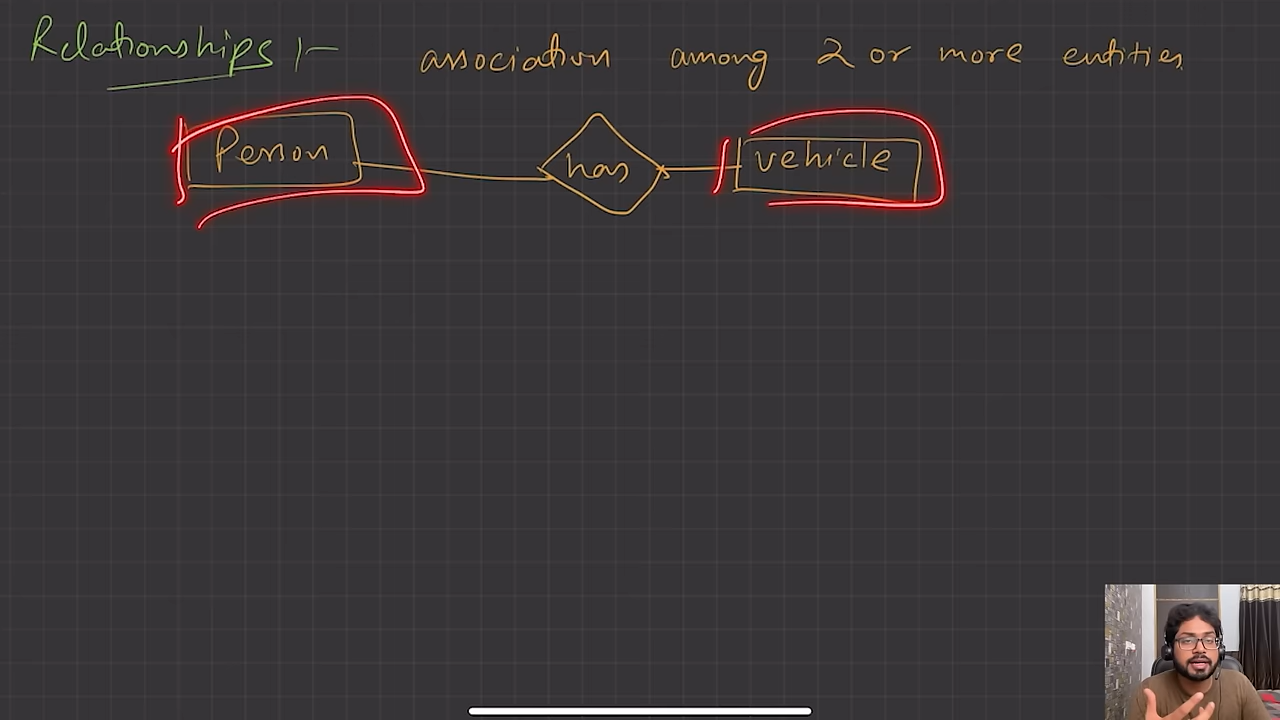 Relationships :- association among 2 or more entities
Person has vehicle